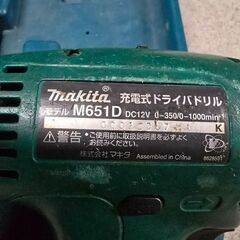 makita 充電式ドライバドリル
モデル M651D DC12V 0-350/0-1000min⁻¹
K
警告・ご使用前に取扱説明書を必ずよく
お読みください。
株式会社マキタ Assembled in China